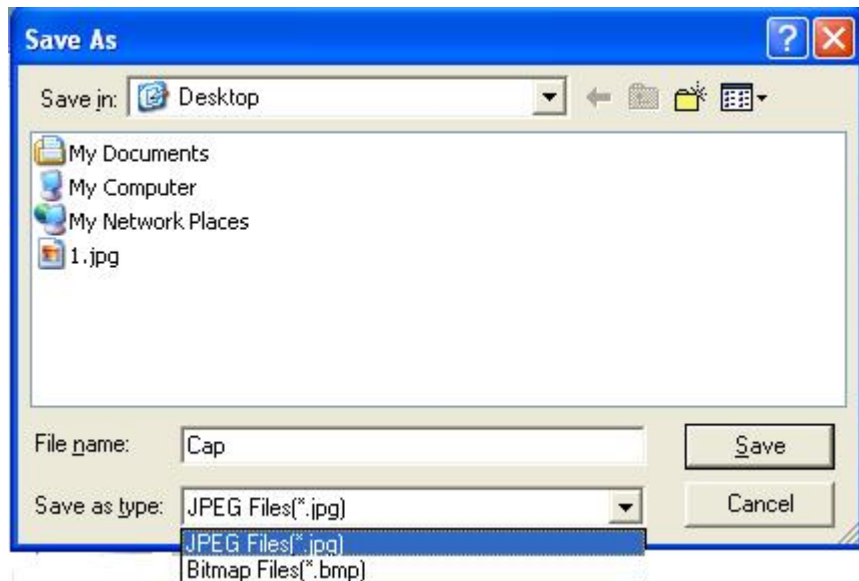 Save As
Save in: Desktop
My Documents
My Computer
My Network Places
1.jpg
File name: Cap Save
Save as type: JPEG Files(*.jpg) Cancel
JPEG Files(*.jpg)
Bitmap Files(*.bmp)